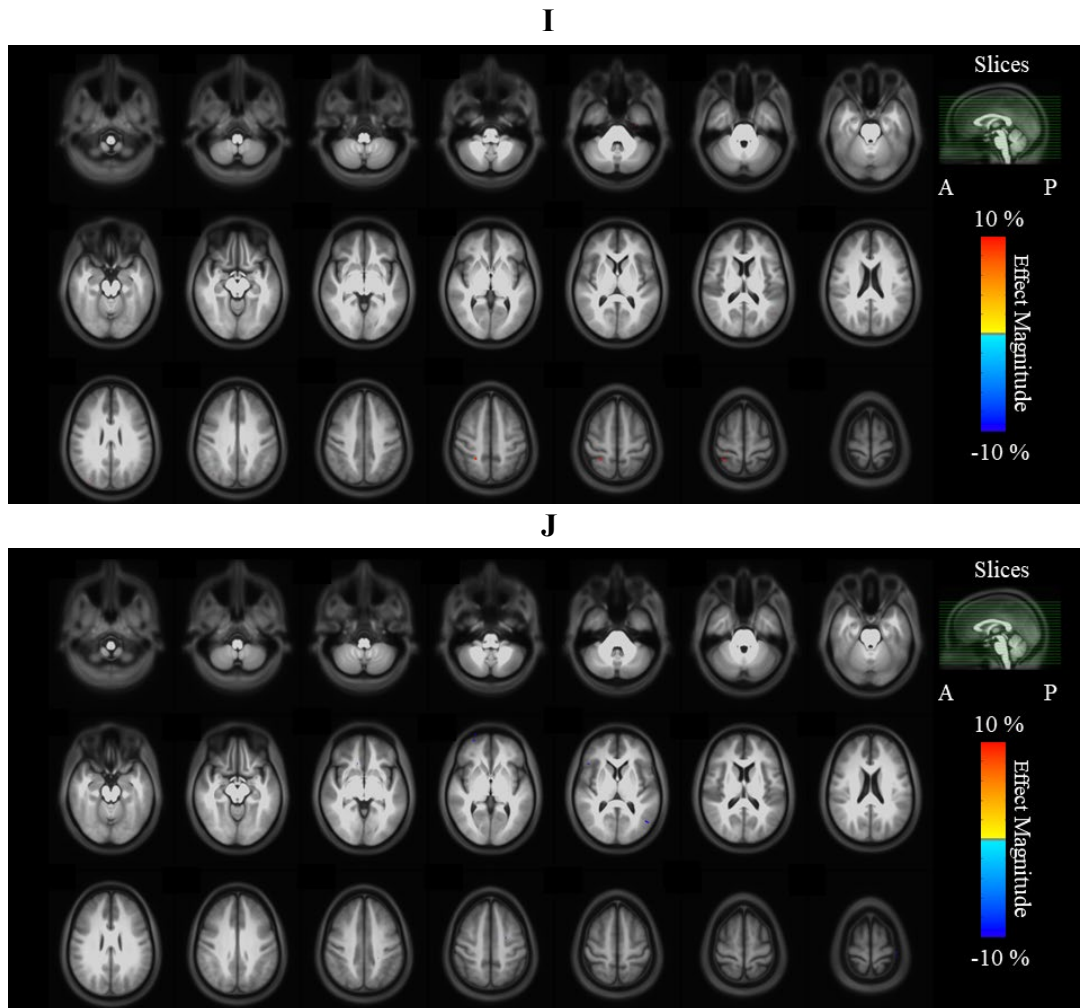 I
Slices
A P
10 %
Effect Magnitude
-10 %
J
Slices
A P
10 %
Effect Magnitude
-10 %